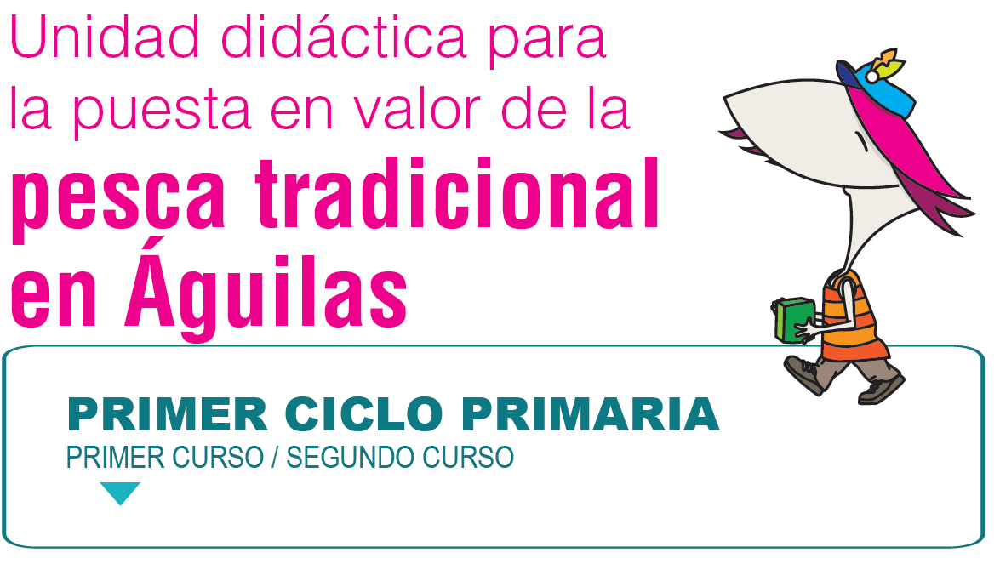 Unidad didáctica para
la puesta en valor de la
pesca tradicional
en Águilas
PRIMER CICLO PRIMARIA
PRIMER CURSO / SEGUNDO CURSO